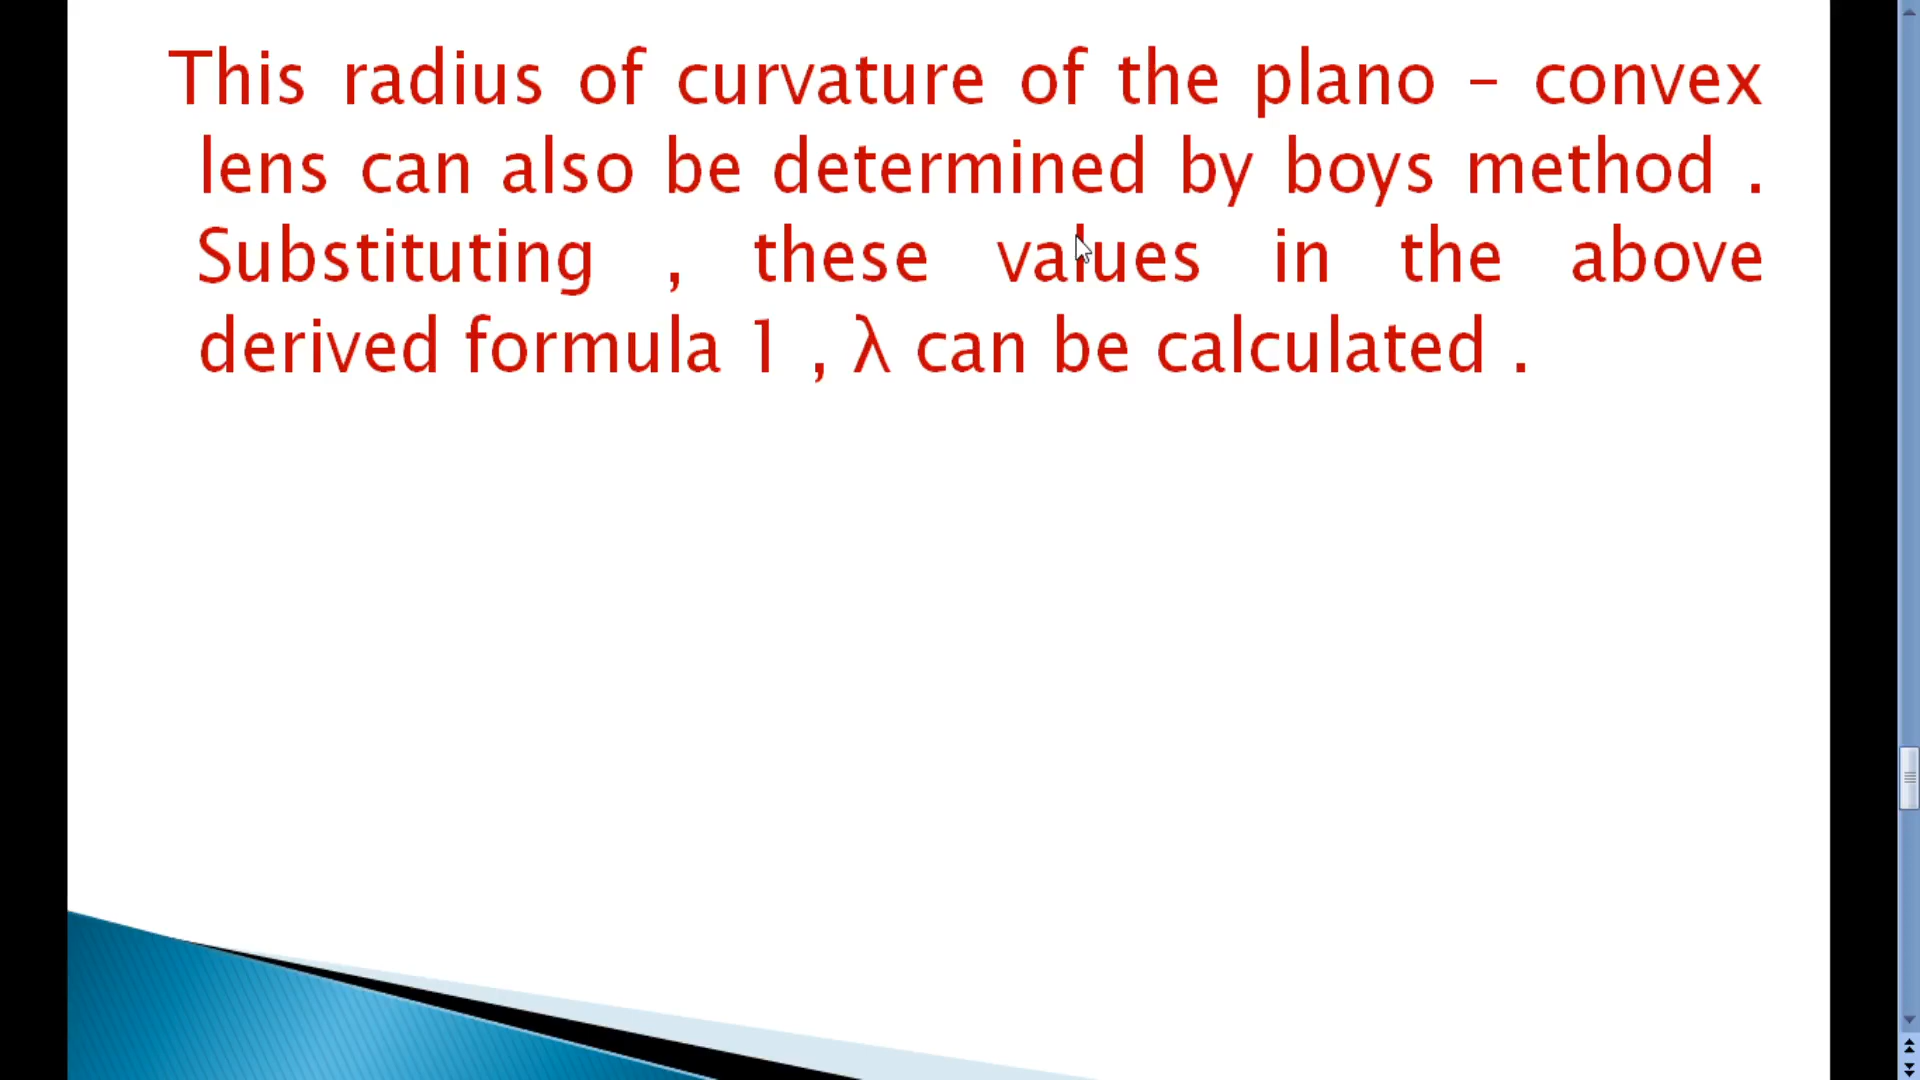 This radius of curvature of the plano – convex
lens can also be determined by boys method .
Substituting , these values in the above
derived formula 1 , λ can be calculated .